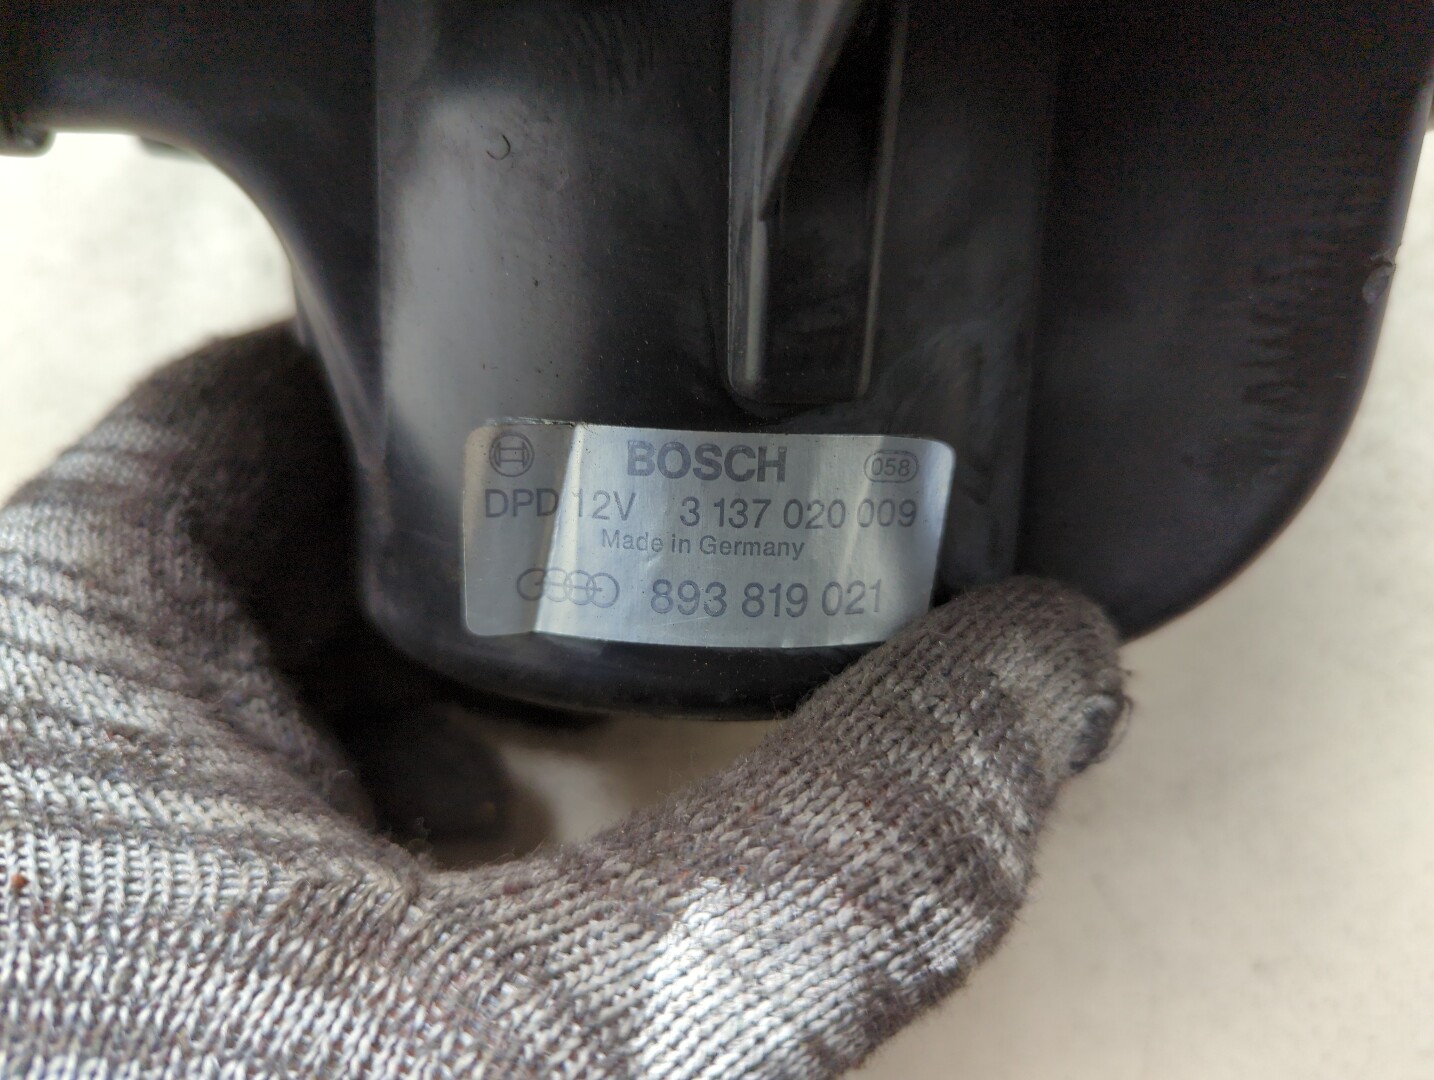 BOSCH 058
DPD 12V 3 137 020 009
Made in Germany
893 819 021